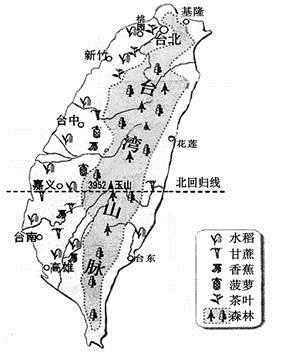 基隆
桃园
台北
新竹
台
台中
湾
花莲
嘉义
3952
玉山
北回归线
山
台南
高雄
台东
脉
水稻
甘蔗
香蕉
菠萝
茶叶
森林